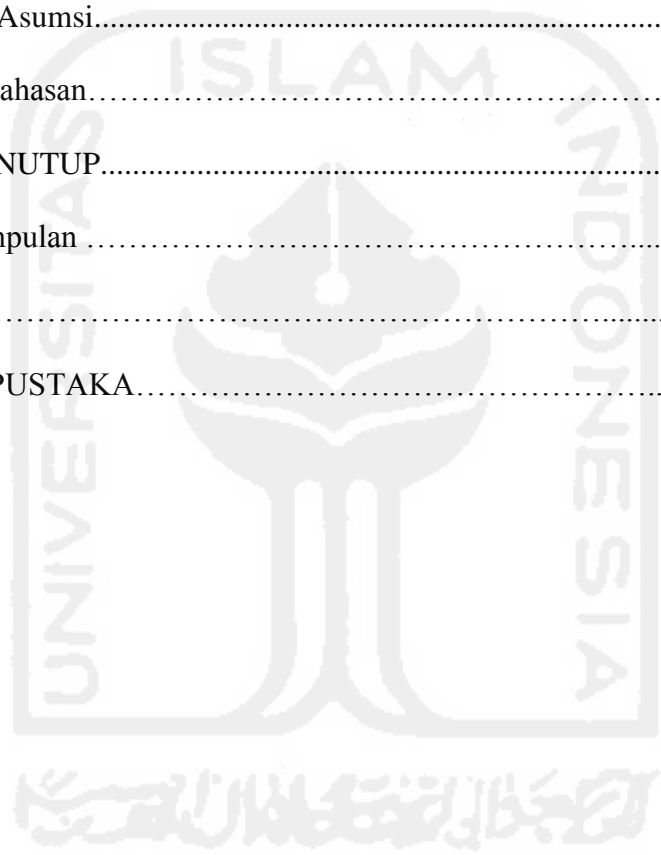 Asumsi.....................................................................
ahasan…………………………………………………
NUTUP.....................................................................
npulan ………………………………………….....
…………………………………………………........
PUSTAKA……………………………………………..
ISLAM
UNIVERSITAS
INDONESIA